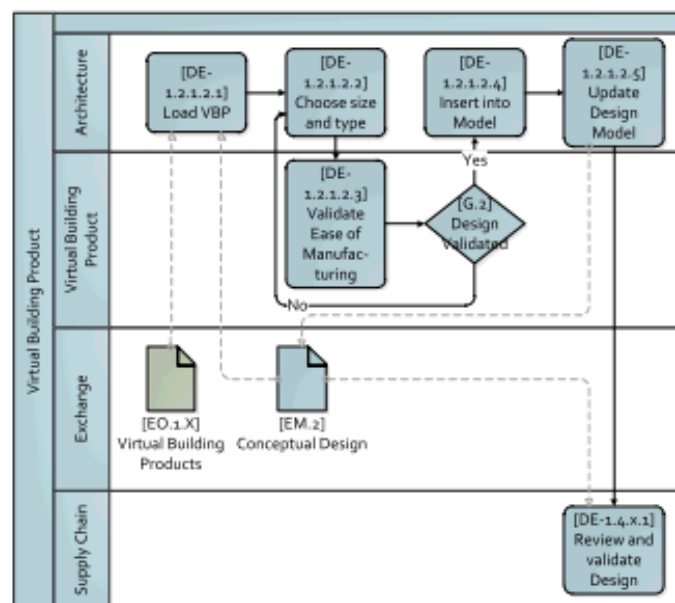 Virtual Building Product
Architecture
[DE-
1.2.1.2.1]
Load VBP
[DE-
1.2.1.2.2]
Choose size
and type
[DE-
1.2.1.2.4]
Insert into
Model
[DE-
1.2.1.2.5]
Update
Design
Model
Virtual Building
Product
[DE-
1.2.1.2.3]
Validate
Ease of
Manufac-
turing
Yes
[G.2]
Design
Validated
No
Exchange
[EO.1.X]
Virtual Building
Products
[EM.2]
Conceptual Design
Supply Chain
[DE-1.4.x.1]
Review and
validate
Design